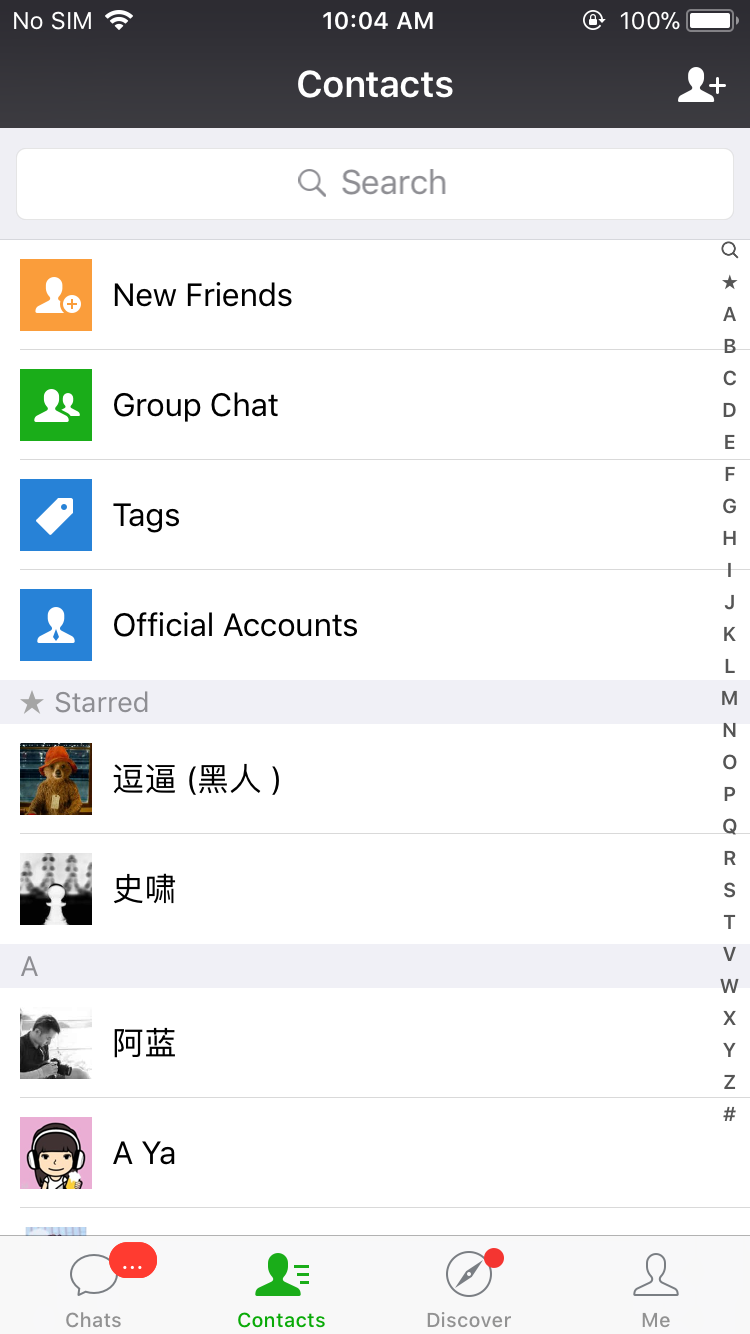 No SIM 10:04 AM 100%
Contacts
Search
New Friends
Group Chat
Tags
Official Accounts
★ Starred
逗逼 (黑人 )
史啸
A
阿蓝
A Ya
★
A
B
C
D
E
F
G
H
I
J
K
L
M
N
O
P
Q
R
S
T
V
W
X
Y
Z
#
...
Chats Contacts Discover Me